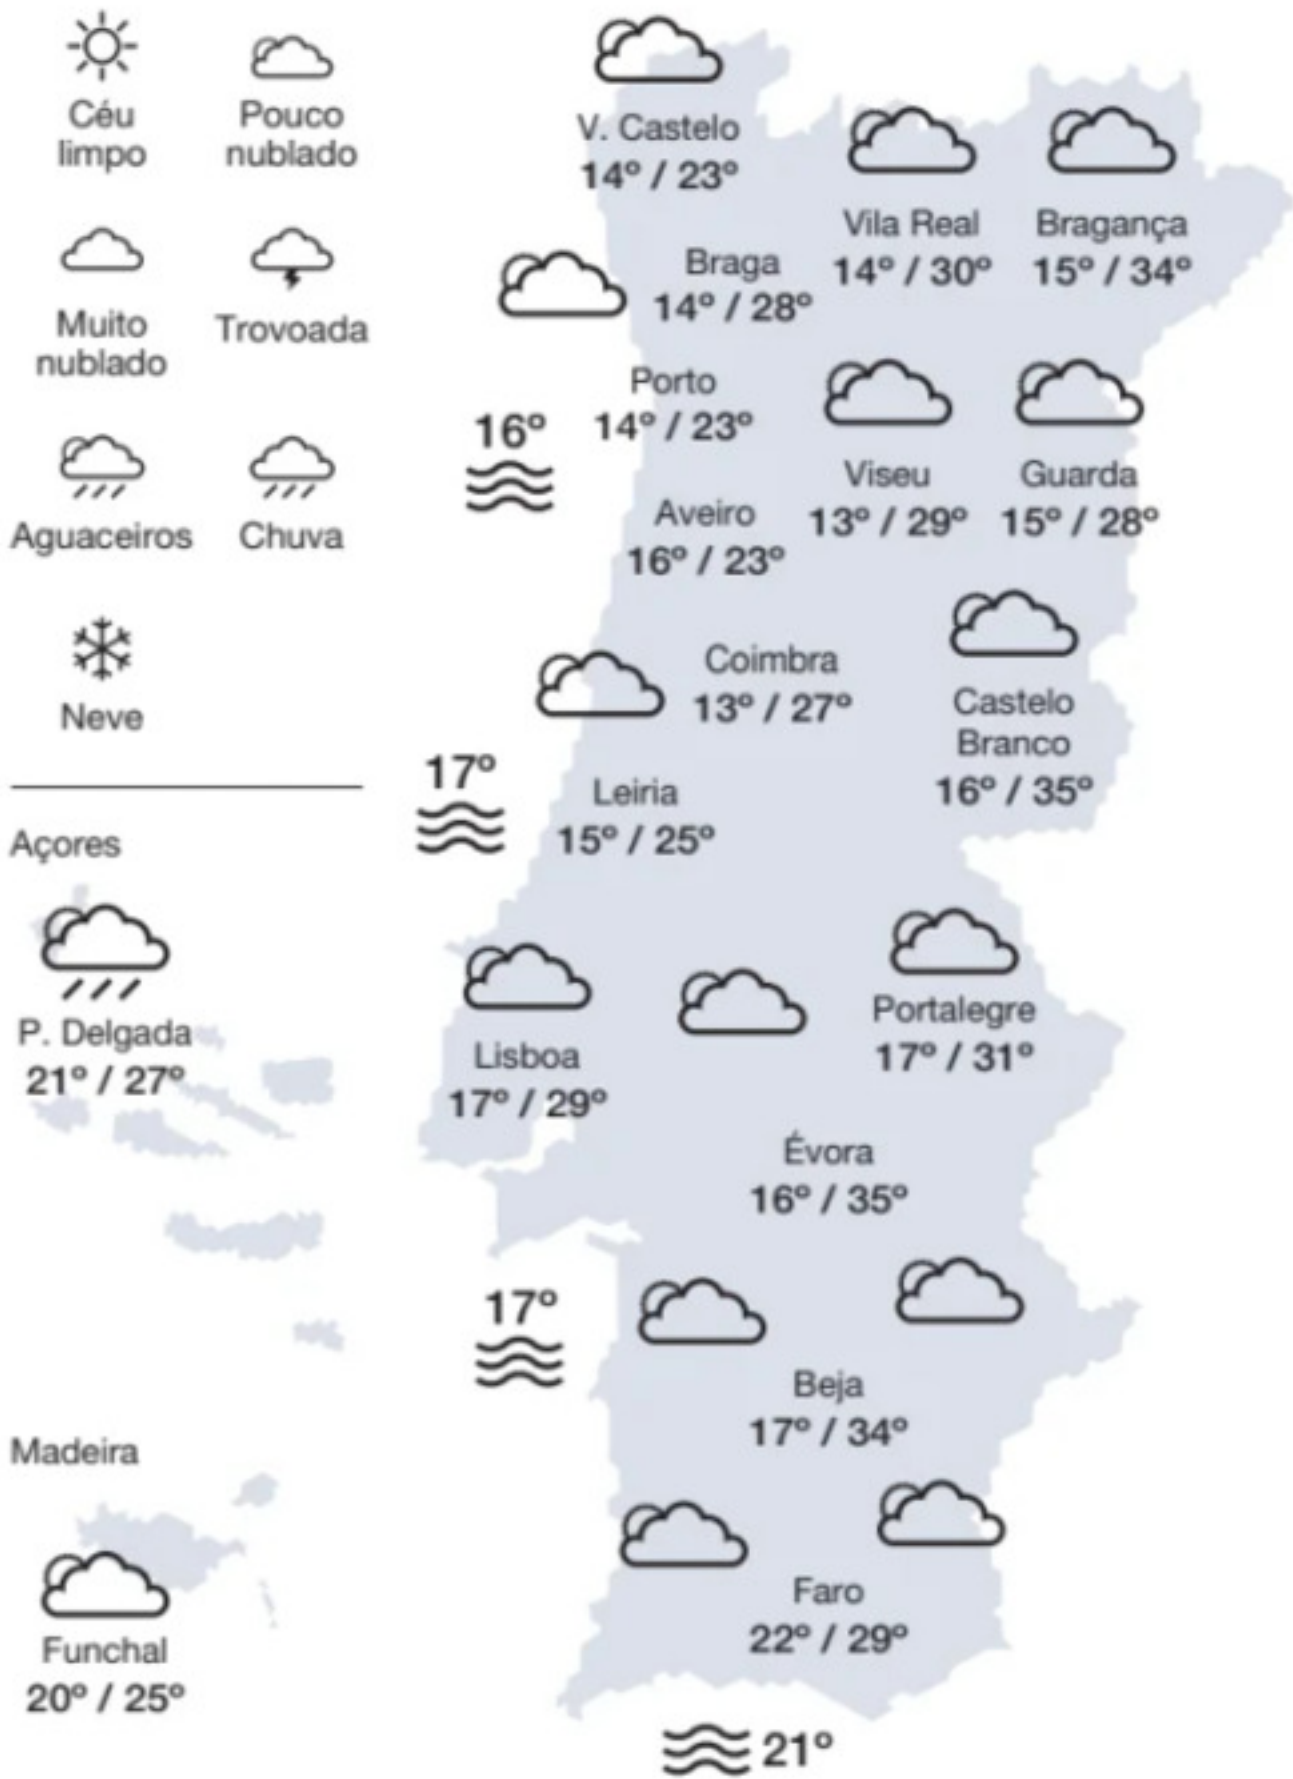 Céu
limpo
Pouco
nublado
Muito
nublado
Trovoada
Aguaceiros
Chuva
Neve
Açores
P. Delgada
21º / 27º
Madeira
Funchal
20º / 25º
V. Castelo
14º / 23º
Vila Real
14º / 30º
Bragança
15º / 34º
Braga
14º / 28º
Porto
14º / 23º
16º
Viseu
13º / 29º
Guarda
15º / 28º
Aveiro
16º / 23º
Coimbra
13º / 27º
Castelo
Branco
16º / 35º
17º
Leiria
15º / 25º
Portalegre
17º / 31º
Lisboa
17º / 29º
Évora
16º / 35º
17º
Beja
17º / 34º
Faro
22º / 29º
21º